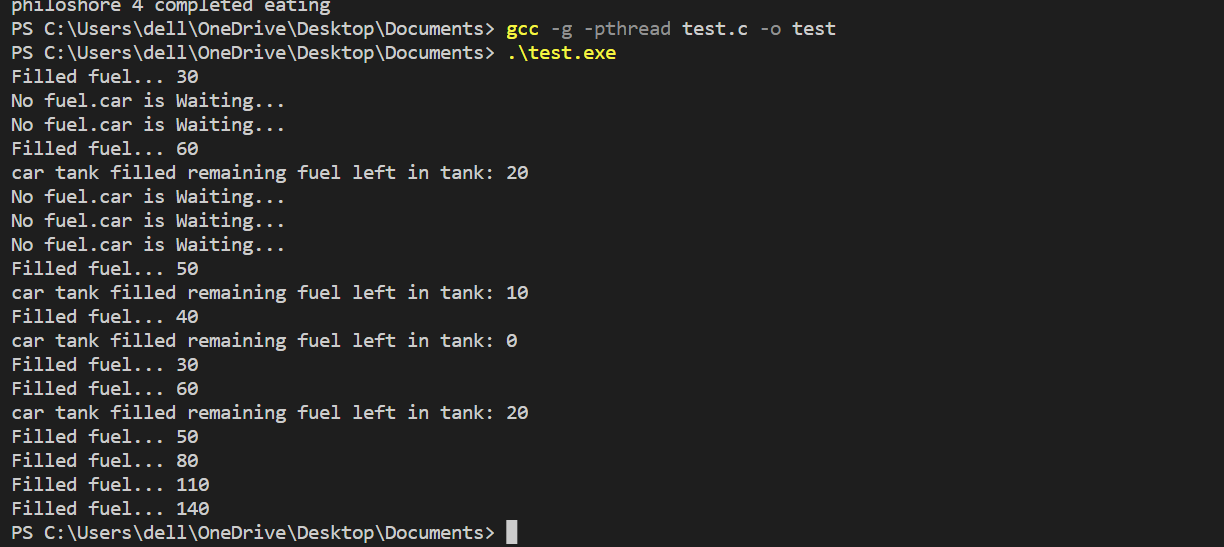 philoshore 4 completed eating
PS C:\Users\dell\OneDrive\Desktop\Documents> gcc -g -pthread test.c -o test
PS C:\Users\dell\OneDrive\Desktop\Documents> .\test.exe
Filled fuel... 30
No fuel.car is Waiting...
No fuel.car is Waiting...
Filled fuel... 60
car tank filled remaining fuel left in tank: 20
No fuel.car is Waiting...
No fuel.car is Waiting...
No fuel.car is Waiting...
Filled fuel... 50
car tank filled remaining fuel left in tank: 10
Filled fuel... 40
car tank filled remaining fuel left in tank: 0
Filled fuel... 30
Filled fuel... 60
car tank filled remaining fuel left in tank: 20
Filled fuel... 50
Filled fuel... 80
Filled fuel... 110
Filled fuel... 140
PS C:\Users\dell\OneDrive\Desktop\Documents>